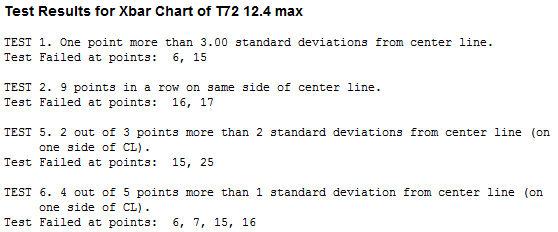 Test Results for Xbar Chart of T72 12.4 max
TEST 1. One point more than 3.00 standard deviations from center line.
Test Failed at points:  6, 15
TEST 2. 9 points in a row on same side of center line.
Test Failed at points:  16, 17
TEST 5. 2 out of 3 points more than 2 standard deviations from center line (on
one side of CL).
Test Failed at points:  15, 25
TEST 6. 4 out of 5 points more than 1 standard deviation from center line (on
one side of CL).
Test Failed at points:  6, 7, 15, 16